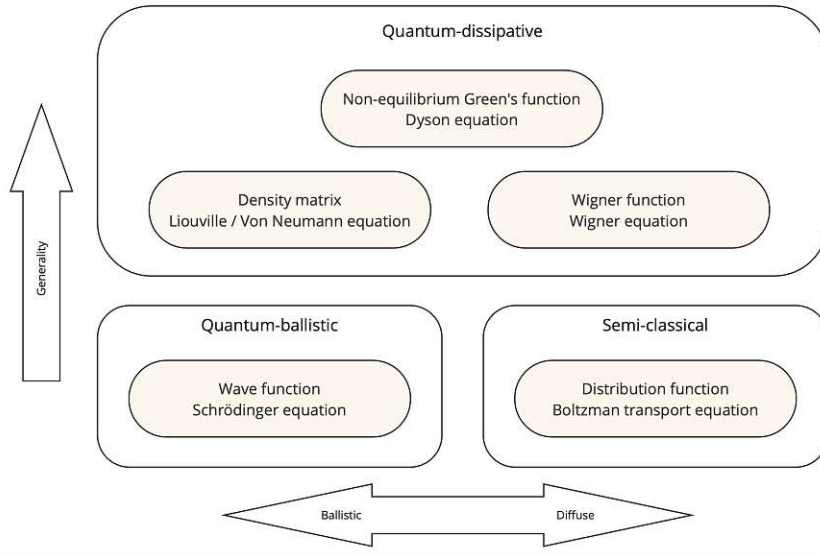 Quantum-dissipative
Non-equilibrium Green's function
Dyson equation
Density matrix
Liouville / Von Neumann equation
Wigner function
Wigner equation
Generality
Quantum-ballistic
Wave function
Schrödinger equation
Semi-classical
Distribution function
Boltzman transport equation
Ballistic
Diffuse